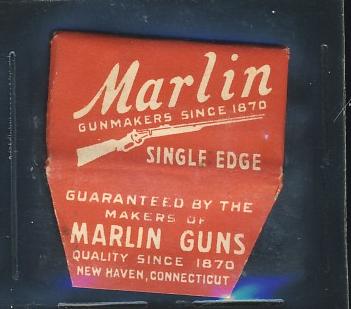 Marlin
GUNMAKERS SINCE 1870
SINGLE EDGE
GUARANTEED BY THE
MAKERS OF
MARLIN GUNS
QUALITY SINCE 1870
NEW HAVEN, CONNECTICUT